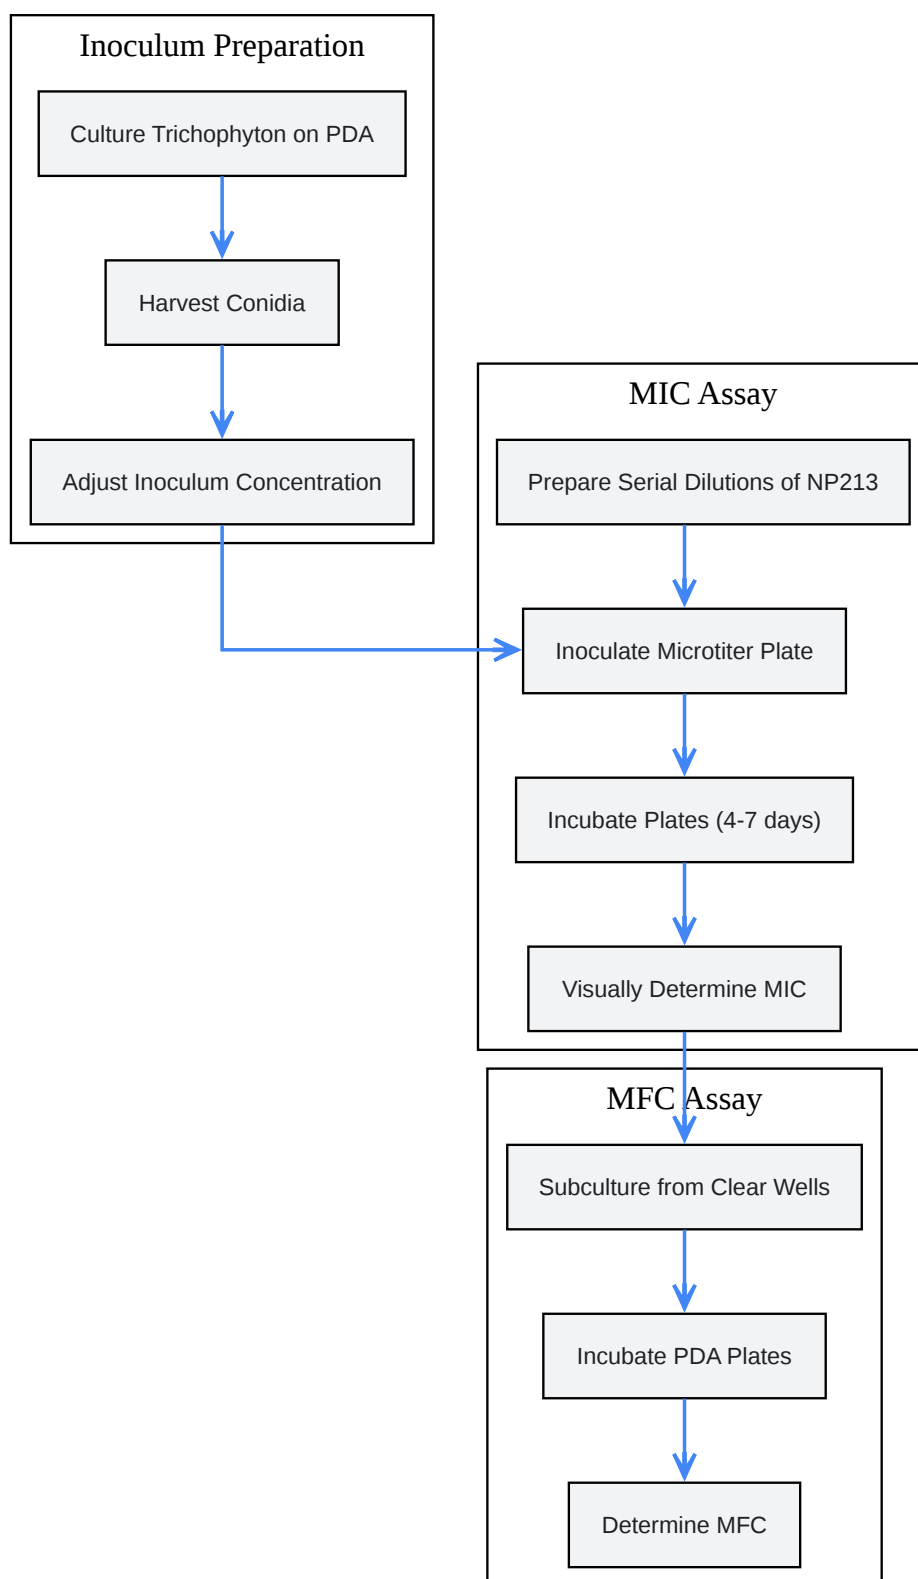 Inoculum Preparation
Culture Trichophyton on PDA
Harvest Conidia
Adjust Inoculum Concentration
MIC Assay
Prepare Serial Dilutions of NP213
Inoculate Microtiter Plate
Incubate Plates (4-7 days)
Visually Determine MIC
MFC Assay
Subculture from Clear Wells
Incubate PDA Plates
Determine MFC